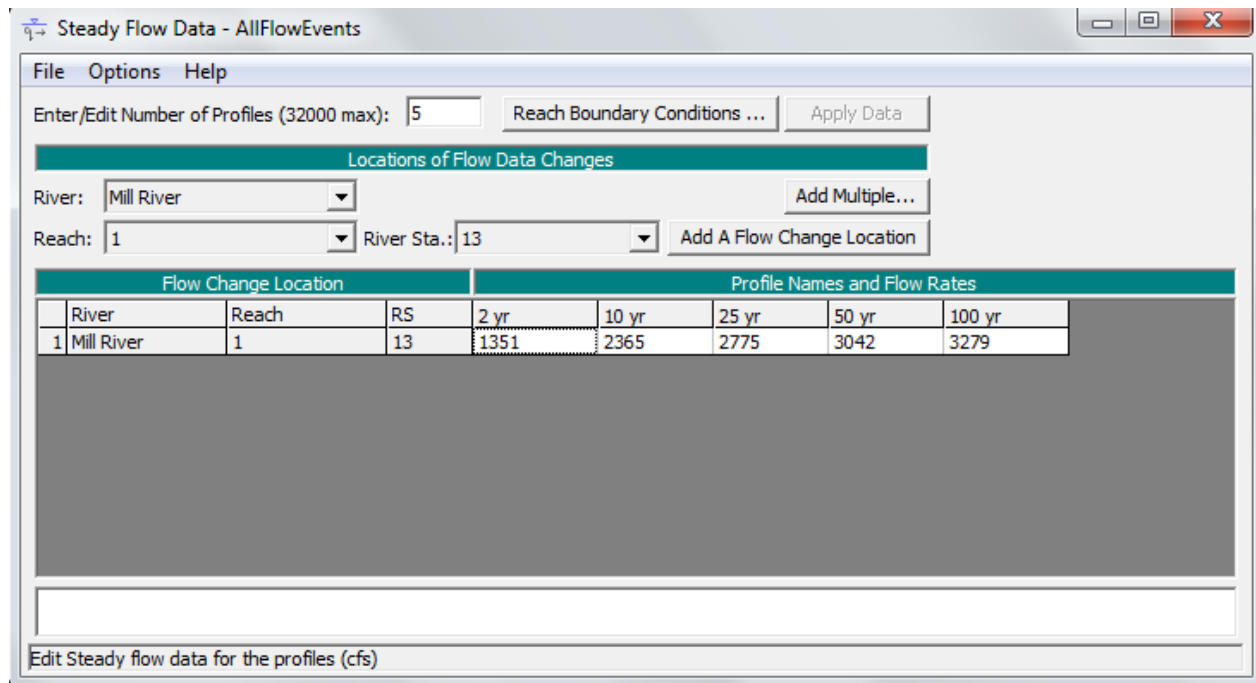 Steady Flow Data - AllFlowEvents
File Options Help
Enter/Edit Number of Profiles (32000 max): 5 Reach Boundary Conditions ... Apply Data
Locations of Flow Data Changes
River: Mill River Add Multiple...
Reach: 1 River Sta.: 13 Add A Flow Change Location
Flow Change Location Profile Names and Flow Rates
River Reach RS 2 yr 10 yr 25 yr 50 yr 100 yr
1 Mill River 1 13 1351 2365 2775 3042 3279
Edit Steady flow data for the profiles (cfs)